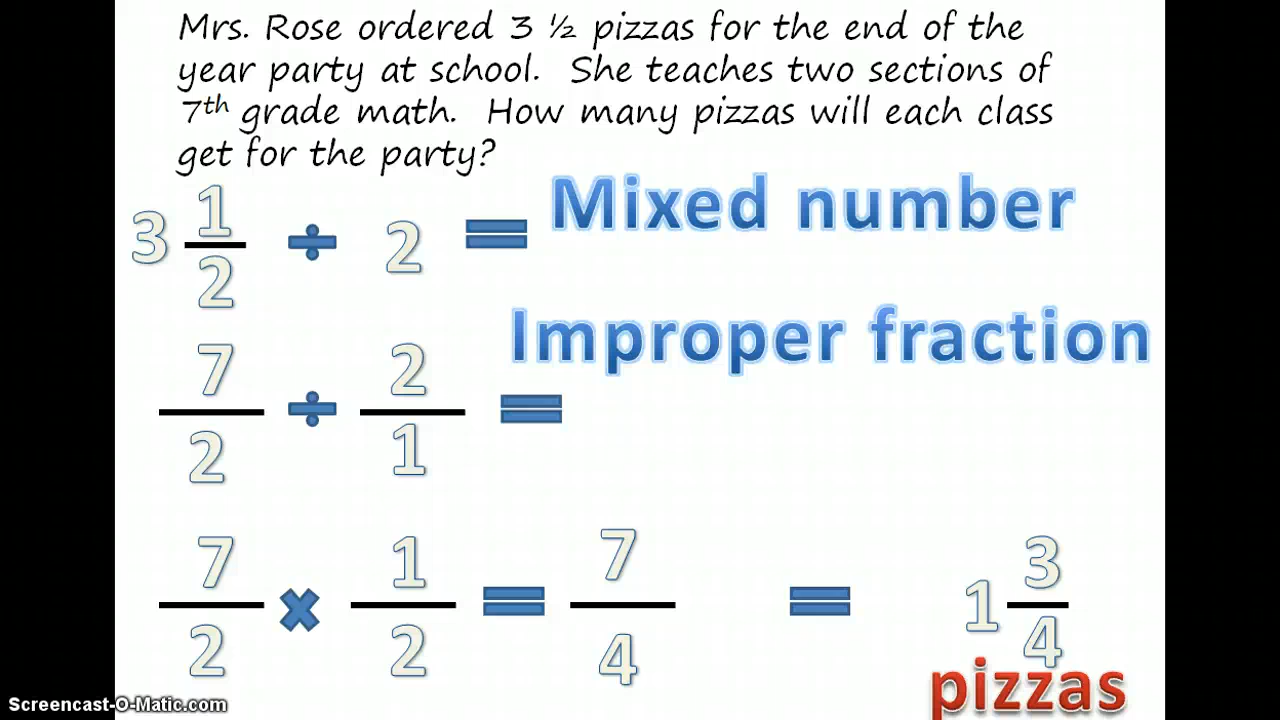 Mrs. Rose ordered 3 ½ pizzas for the end of the
year party at school. She teaches two sections of
7th grade math. How many pizzas will each class
get for the party?
3 1/2 ÷ 2 = Mixed number
Improper fraction
7/2 ÷ 2/1 =
7/2 × 1/2 = 7/4 = 1 3/4
pizzas
Screencast-O-Matic.com